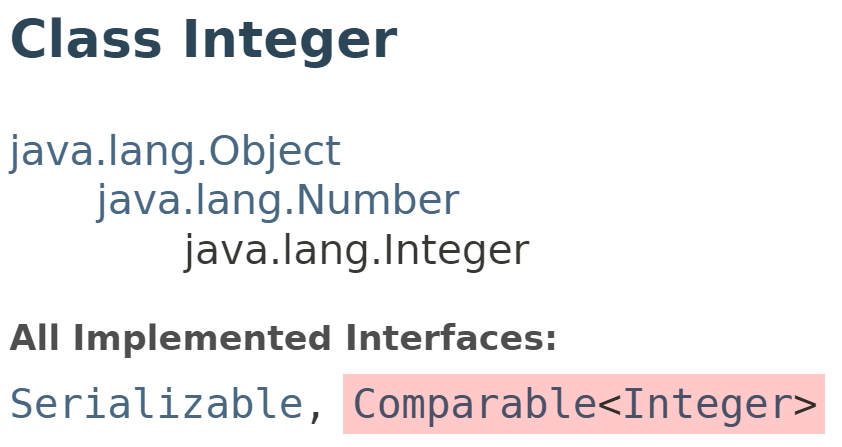 Class Integer
java.lang.Object
java.lang.Number
java.lang.Integer
All Implemented Interfaces:
Serializable, Comparable<Integer>